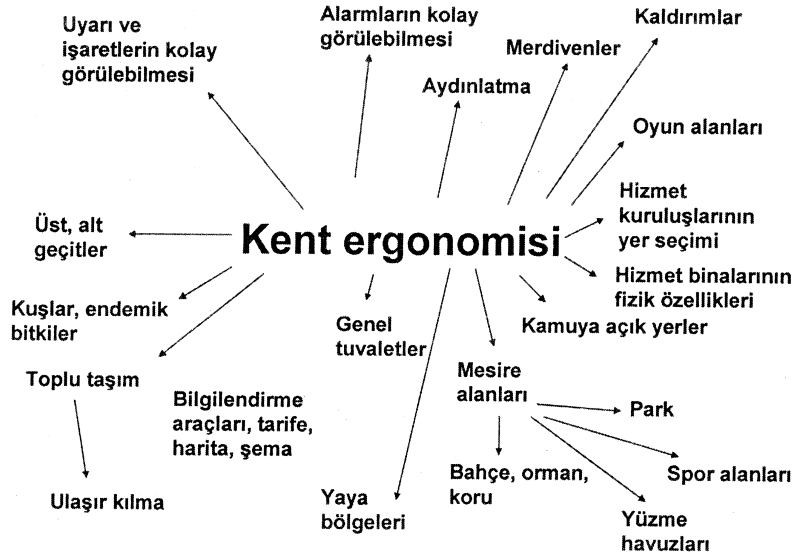 Uyarı ve
işaretlerin kolay
görülebilmesi
Alarmların kolay
görülebilmesi
Aydınlatma
Merdivenler
Kaldırımlar
Oyun alanları
Üst, alt
geçitler
Kent ergonomisi
Hizmet
kuruluşlarının
yer seçimi
Hizmet binalarının
fizik özellikleri
Kuşlar, endemik
bitkiler
Genel
tuvaletler
Kamuya açık yerler
Toplu taşım
Bilgilendirme
araçları, tarife,
harita, şema
Mesire
alanları
Park
Ulaşır kılma
Yaya
bölgeleri
Bahçe, orman,
koru
Spor alanları
Yüzme
havuzları